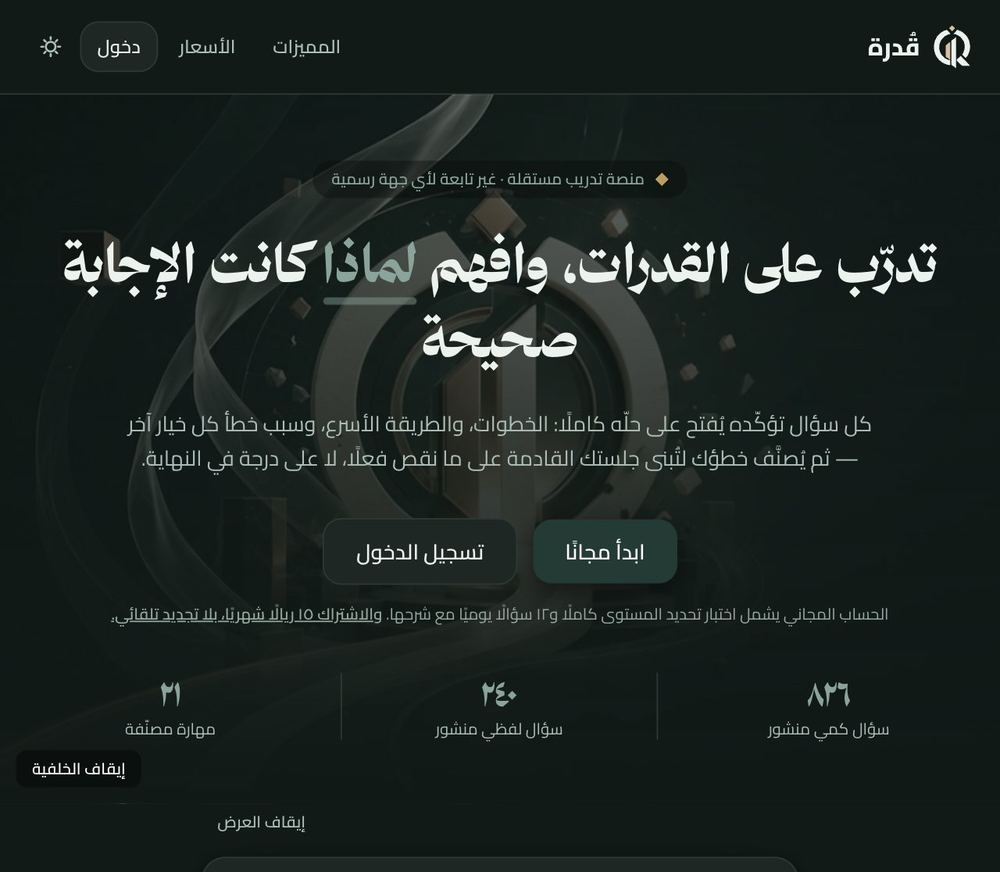 قُدرة
المميزات
الأسعار
دخول
منصة تدريب مستقلة · غير تابعة لأي جهة رسمية
تدرّب على القدرات، وافهم لماذا كانت الإجابة
صحيحة
كل سؤال تؤكّده يُفتح على حلّه كاملًا: الخطوات، والطريقة الأسرع، وسبب خطأ كل خيار آخر
— ثم يُصنَّف خطؤك لتُبنى جلستك القادمة على ما نقص فعلًا، لا على درجة في النهاية.
ابدأ مجانًا
تسجيل الدخول
الحساب المجاني يشمل اختبار تحديد المستوى كاملًا و١٢ سؤالًا يوميًا مع شرحها. والاشتراك ١٥ ريالًا شهريًا، بلا تجديد تلقائي.
٨٢٦
سؤال كمي منشور
٢٤٠
سؤال لفظي منشور
٢١
مهارة مصنّفة
إيقاف الخلفية
إيقاف العرض